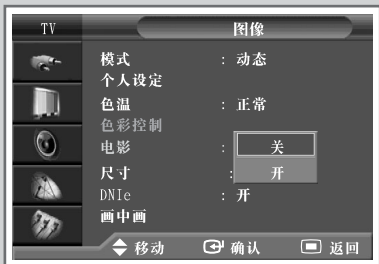 TV 图像
模式 : 动态
个人设定
色温 : 正常
色彩控制
电影 : 关
尺寸 : 开
DNIe : 开
画中画
移动 确认 返回